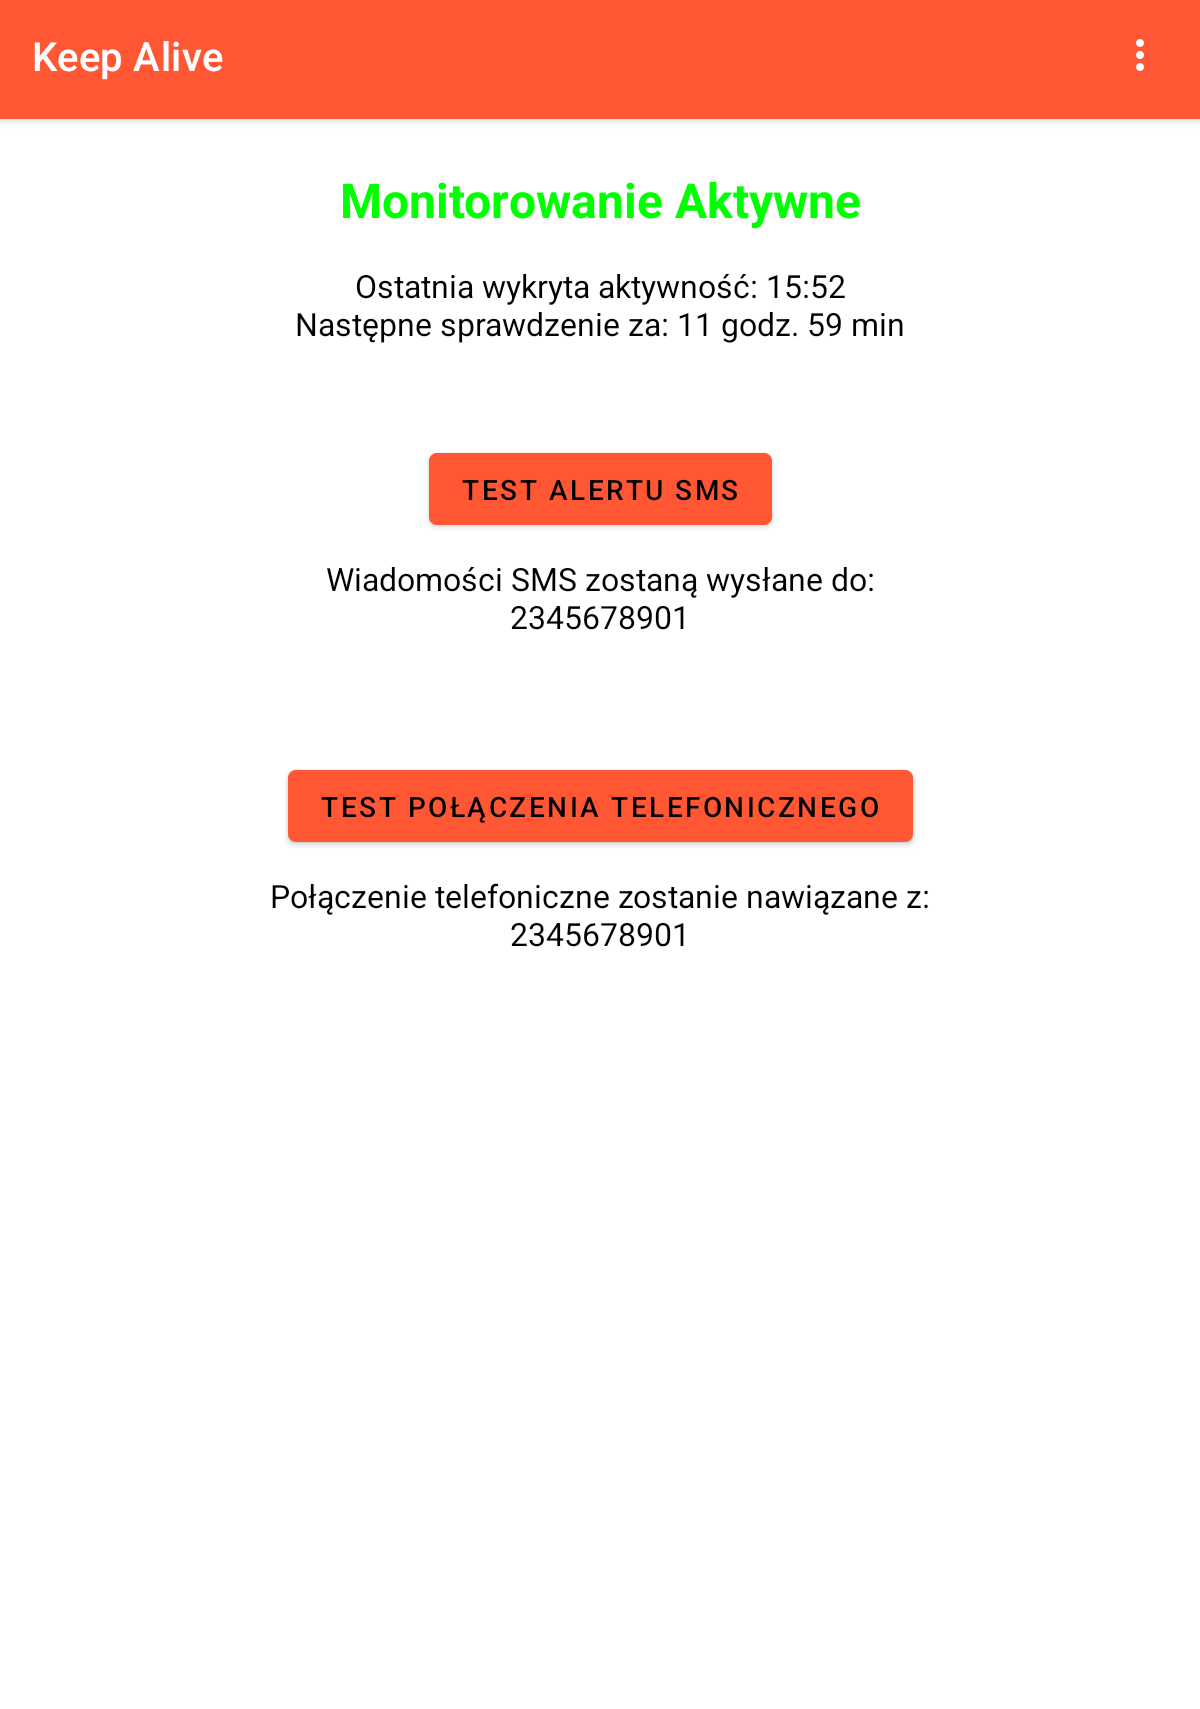 Keep Alive
Monitorowanie Aktywne
Ostatnia wykryta aktywność: 15:52
Następne sprawdzenie za: 11 godz. 59 min
TEST ALERTU SMS
Wiadomości SMS zostaną wysłane do:
2345678901
TEST POŁĄCZENIA TELEFONICZNEGO
Połączenie telefoniczne zostanie nawiązane z:
2345678901